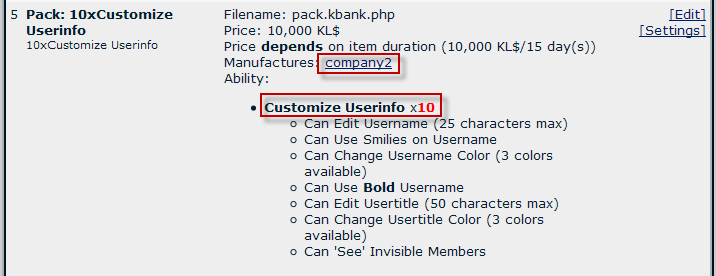 5 Pack: 10xCustomize Userinfo
10xCustomize Userinfo
Filename: pack.kbank.php
Price: 10,000 KL$
Price depends on item duration (10,000 KL$/15 day(s))
Manufactures: company2
Ability:
• Customize Userinfo x10
○ Can Edit Username (25 characters max)
○ Can Use Smilies on Username
○ Can Change Username Color (3 colors
available)
○ Can Use Bold Username
○ Can Edit Usertitle (50 characters max)
○ Can Change Usertitle Color (3 colors
available)
○ Can 'See' Invisible Members
[Edit]
[Settings]